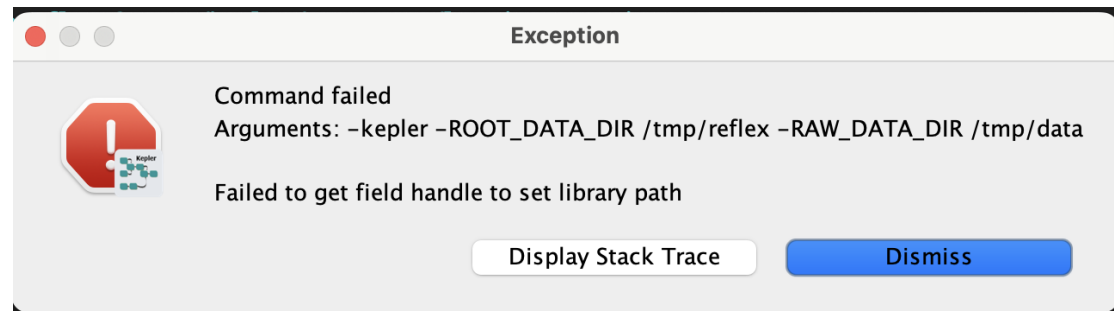 Exception
Command failed
Arguments: -kepler -ROOT_DATA_DIR /tmp/reflex -RAW_DATA_DIR /tmp/data
Kepler
Failed to get field handle to set library path
Display Stack Trace
Dismiss